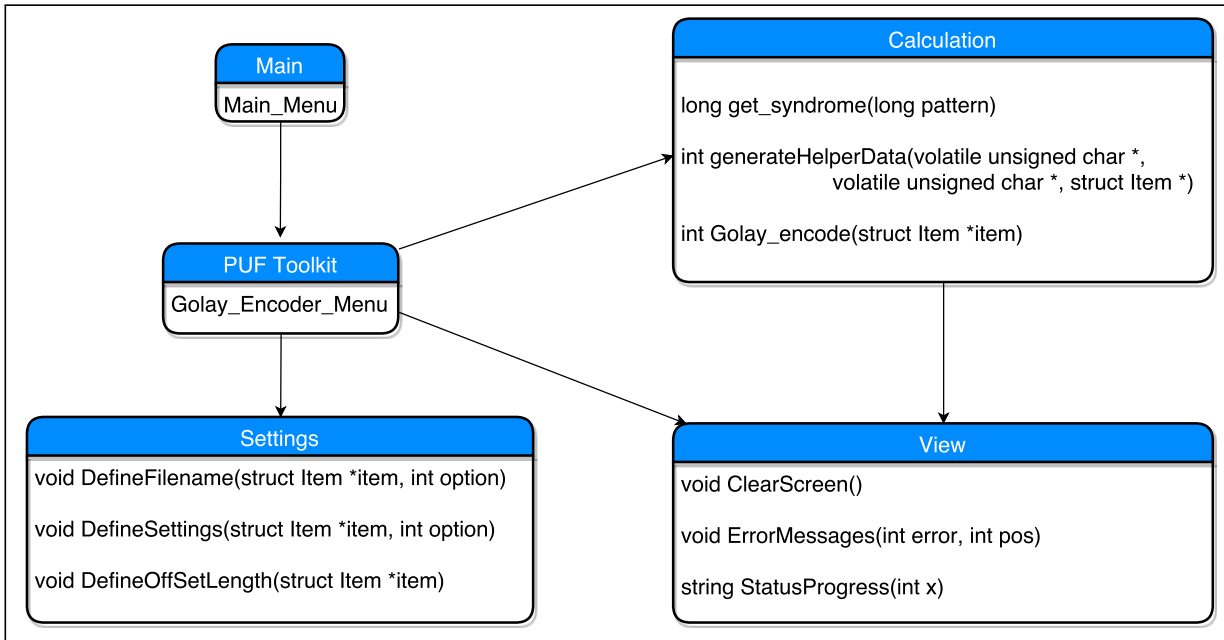 Main
Main_Menu
Calculation
long get_syndrome(long pattern)
int generateHelperData(volatile unsigned char *,
volatile unsigned char *, struct Item *)
int Golay_encode(struct Item *item)
PUF Toolkit
Golay_Encoder_Menu
Settings
void DefineFilename(struct Item *item, int option)
void DefineSettings(struct Item *item, int option)
void DefineOffSetLength(struct Item *item)
View
void ClearScreen()
void ErrorMessages(int error, int pos)
string StatusProgress(int x)